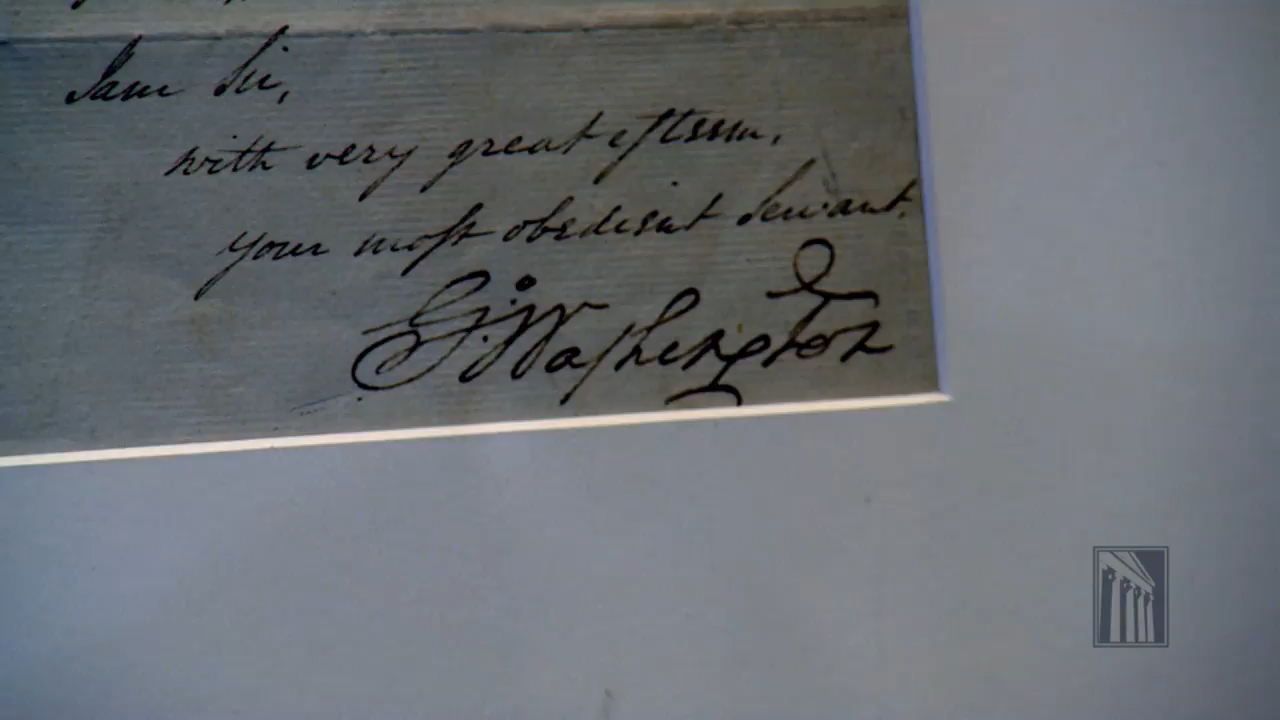 I am Sir,
with very great esteem,
your most obedient Servant.
G:Washington